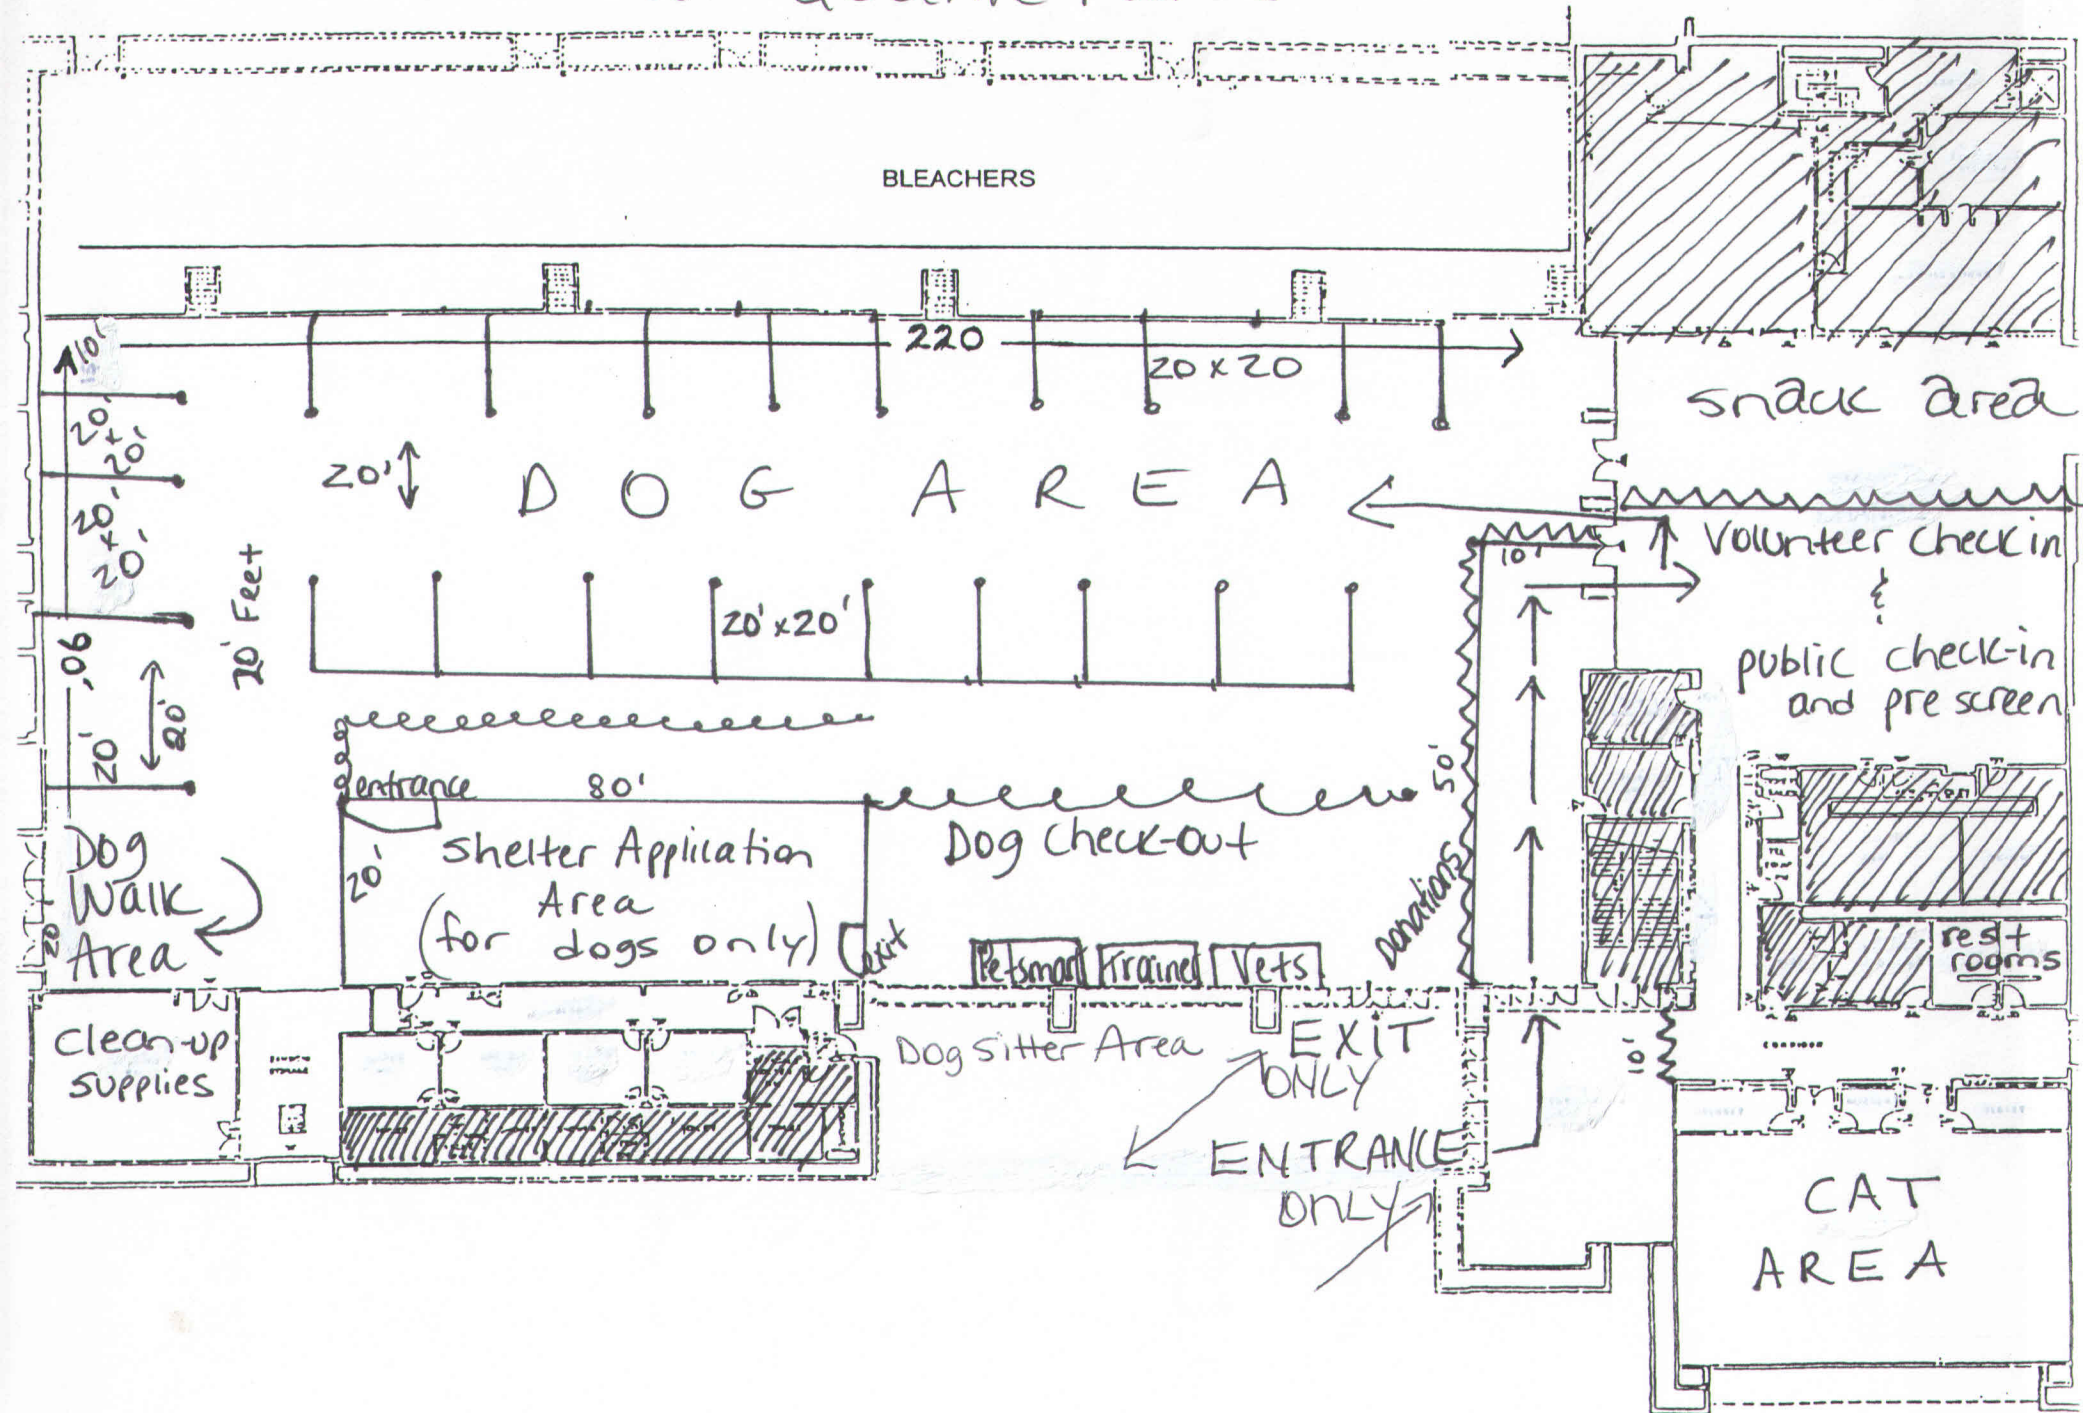 BLEACHERS
220
20 x 20
10'
20'
+
20'
20'
+
20'
20'
DOG AREA
snack area
20 Feet
20'x20'
10'
Volunteer check in
&
public check-in
and pre screen
90'
20'
20'
entrance
80'
50'
Dog
Walk
Area
20'
20'
Shelter Application
Area
(for dogs only)
exit
Dog Check-out
Donations
Petsmart
Trainer
Vets
rest
rooms
Clean-up
supplies
Dog Sitter Area
EXIT
ONLY
10'
CORRIDOR
ENTRANCE
ONLY
CAT
AREA